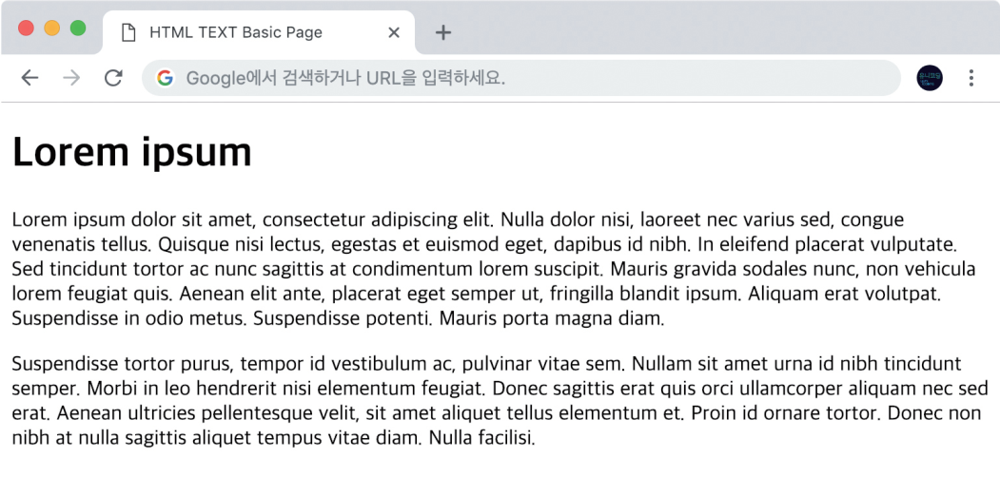 HTML TEXT Basic Page
Google에서 검색하거나 URL을 입력하세요.
Lorem ipsum
Lorem ipsum dolor sit amet, consectetur adipiscing elit. Nulla dolor nisi, laoreet nec varius sed, congue
venenatis tellus. Quisque nisi lectus, egestas et euismod eget, dapibus id nibh. In eleifend placerat vulputate.
Sed tincidunt tortor ac nunc sagittis at condimentum lorem suscipit. Mauris gravida sodales nunc, non vehicula
lorem feugiat quis. Aenean elit ante, placerat eget semper ut, fringilla blandit ipsum. Aliquam erat volutpat.
Suspendisse in odio metus. Suspendisse potenti. Mauris porta magna diam.
Suspendisse tortor purus, tempor id vestibulum ac, pulvinar vitae sem. Nullam sit amet urna id nibh tincidunt
semper. Morbi in leo hendrerit nisi elementum feugiat. Donec sagittis erat quis orci ullamcorper aliquam nec sed
erat. Aenean ultricies pellentesque velit, sit amet aliquet tellus elementum et. Proin id ornare tortor. Donec non
nibh at nulla sagittis aliquet tempus vitae diam. Nulla facilisi.